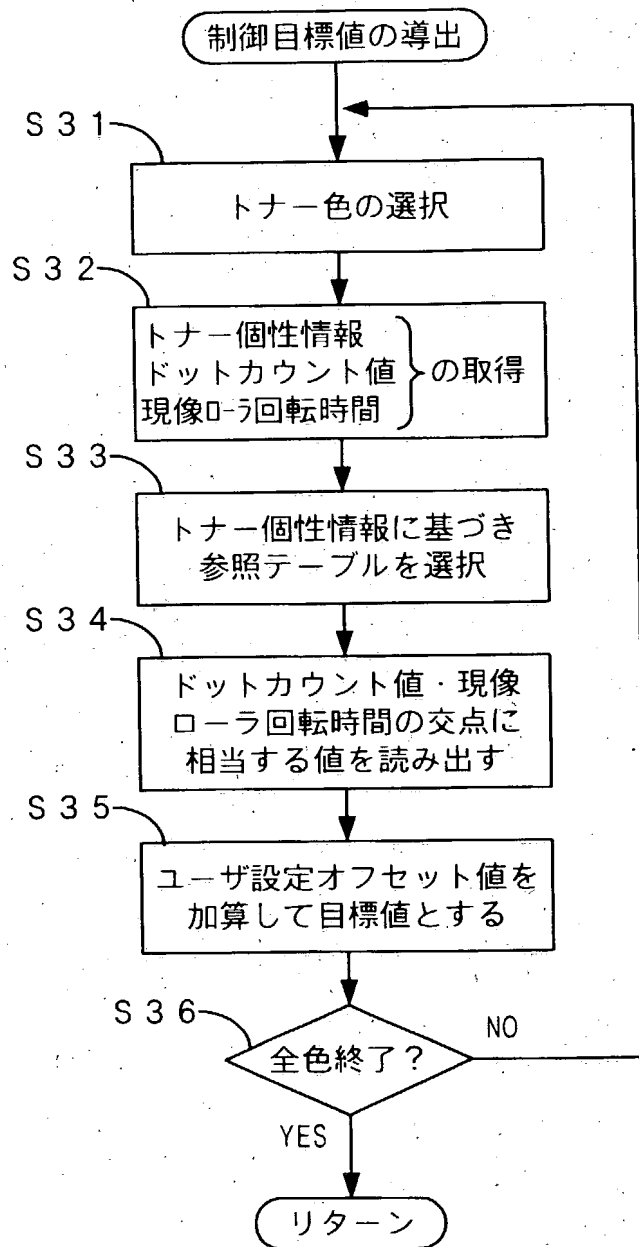 制御目標値の導出
S31
トナー色の選択
S32
トナー個性情報
ドットカウント値
現像ローラ回転時間
の取得
S33
トナー個性情報に基づき
参照テーブルを選択
S34
ドットカウント値・現像
ローラ回転時間の交点に
相当する値を読み出す
S35
ユーザ設定オフセット値を
加算して目標値とする
S36
全色終了?
NO
YES
リターン